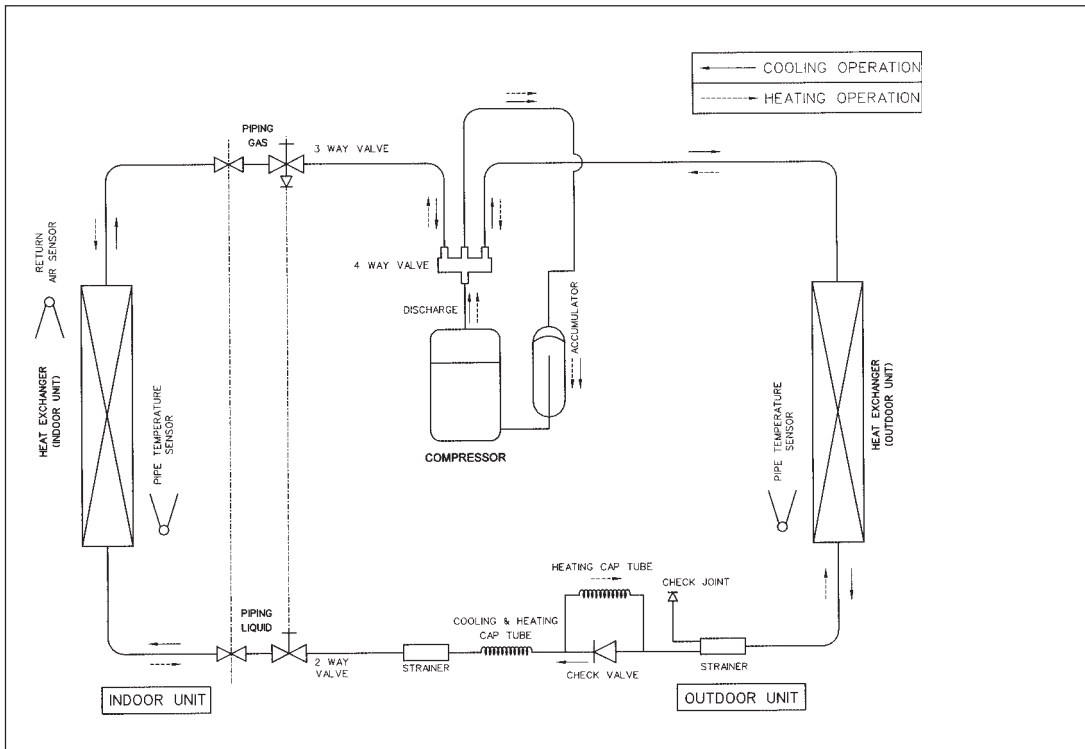 COOLING OPERATION
HEATING OPERATION
PIPING
GAS
3 WAY VALVE
RETURN
AIR SENSOR
4 WAY VALVE
DISCHARGE
ACCUMULATOR
HEAT EXCHANGER
(INDOOR UNIT)
PIPE TEMPERATURE
SENSOR
COMPRESSOR
PIPE TEMPERATURE
SENSOR
HEAT EXCHANGER
(OUTDOOR UNIT)
HEATING CAP TUBE
CHECK JOINT
PIPING
LIQUID
COOLING & HEATING
CAP TUBE
2 WAY
VALVE
STRAINER
CHECK VALVE
STRAINER
INDOOR UNIT
OUTDOOR UNIT